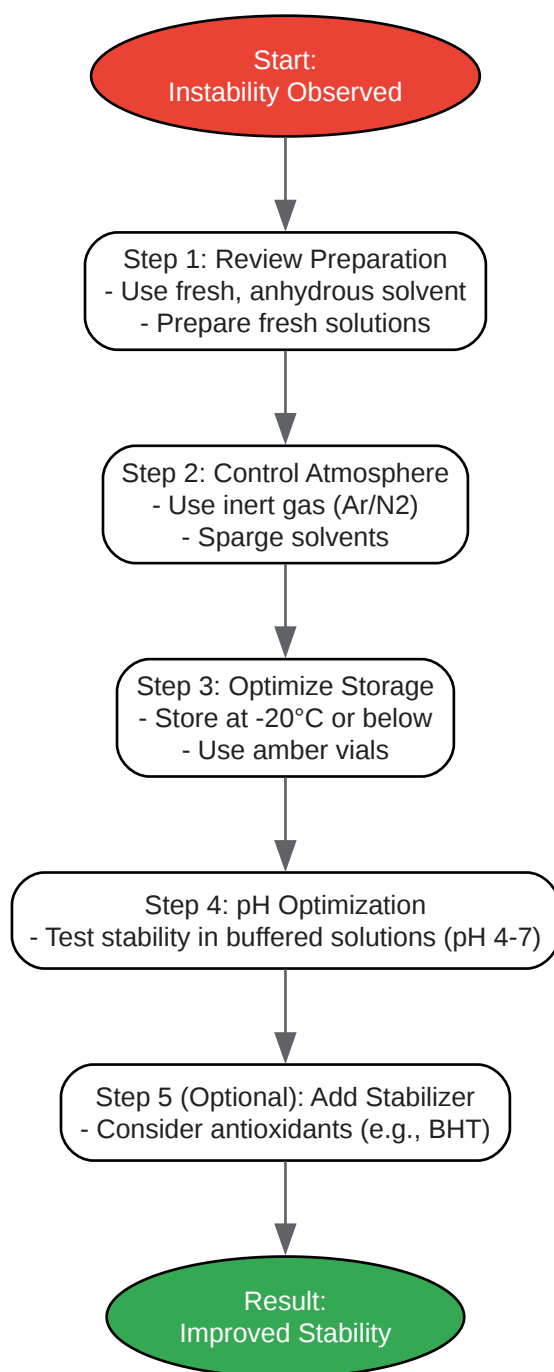 Start:
Instability Observed
Step 1: Review Preparation
- Use fresh, anhydrous solvent
- Prepare fresh solutions
Step 2: Control Atmosphere
- Use inert gas (Ar/N2)
- Sparge solvents
Step 3: Optimize Storage
- Store at -20°C or below
- Use amber vials
Step 4: pH Optimization
- Test stability in buffered solutions (pH 4-7)
Step 5 (Optional): Add Stabilizer
- Consider antioxidants (e.g., BHT)
Result:
Improved Stability